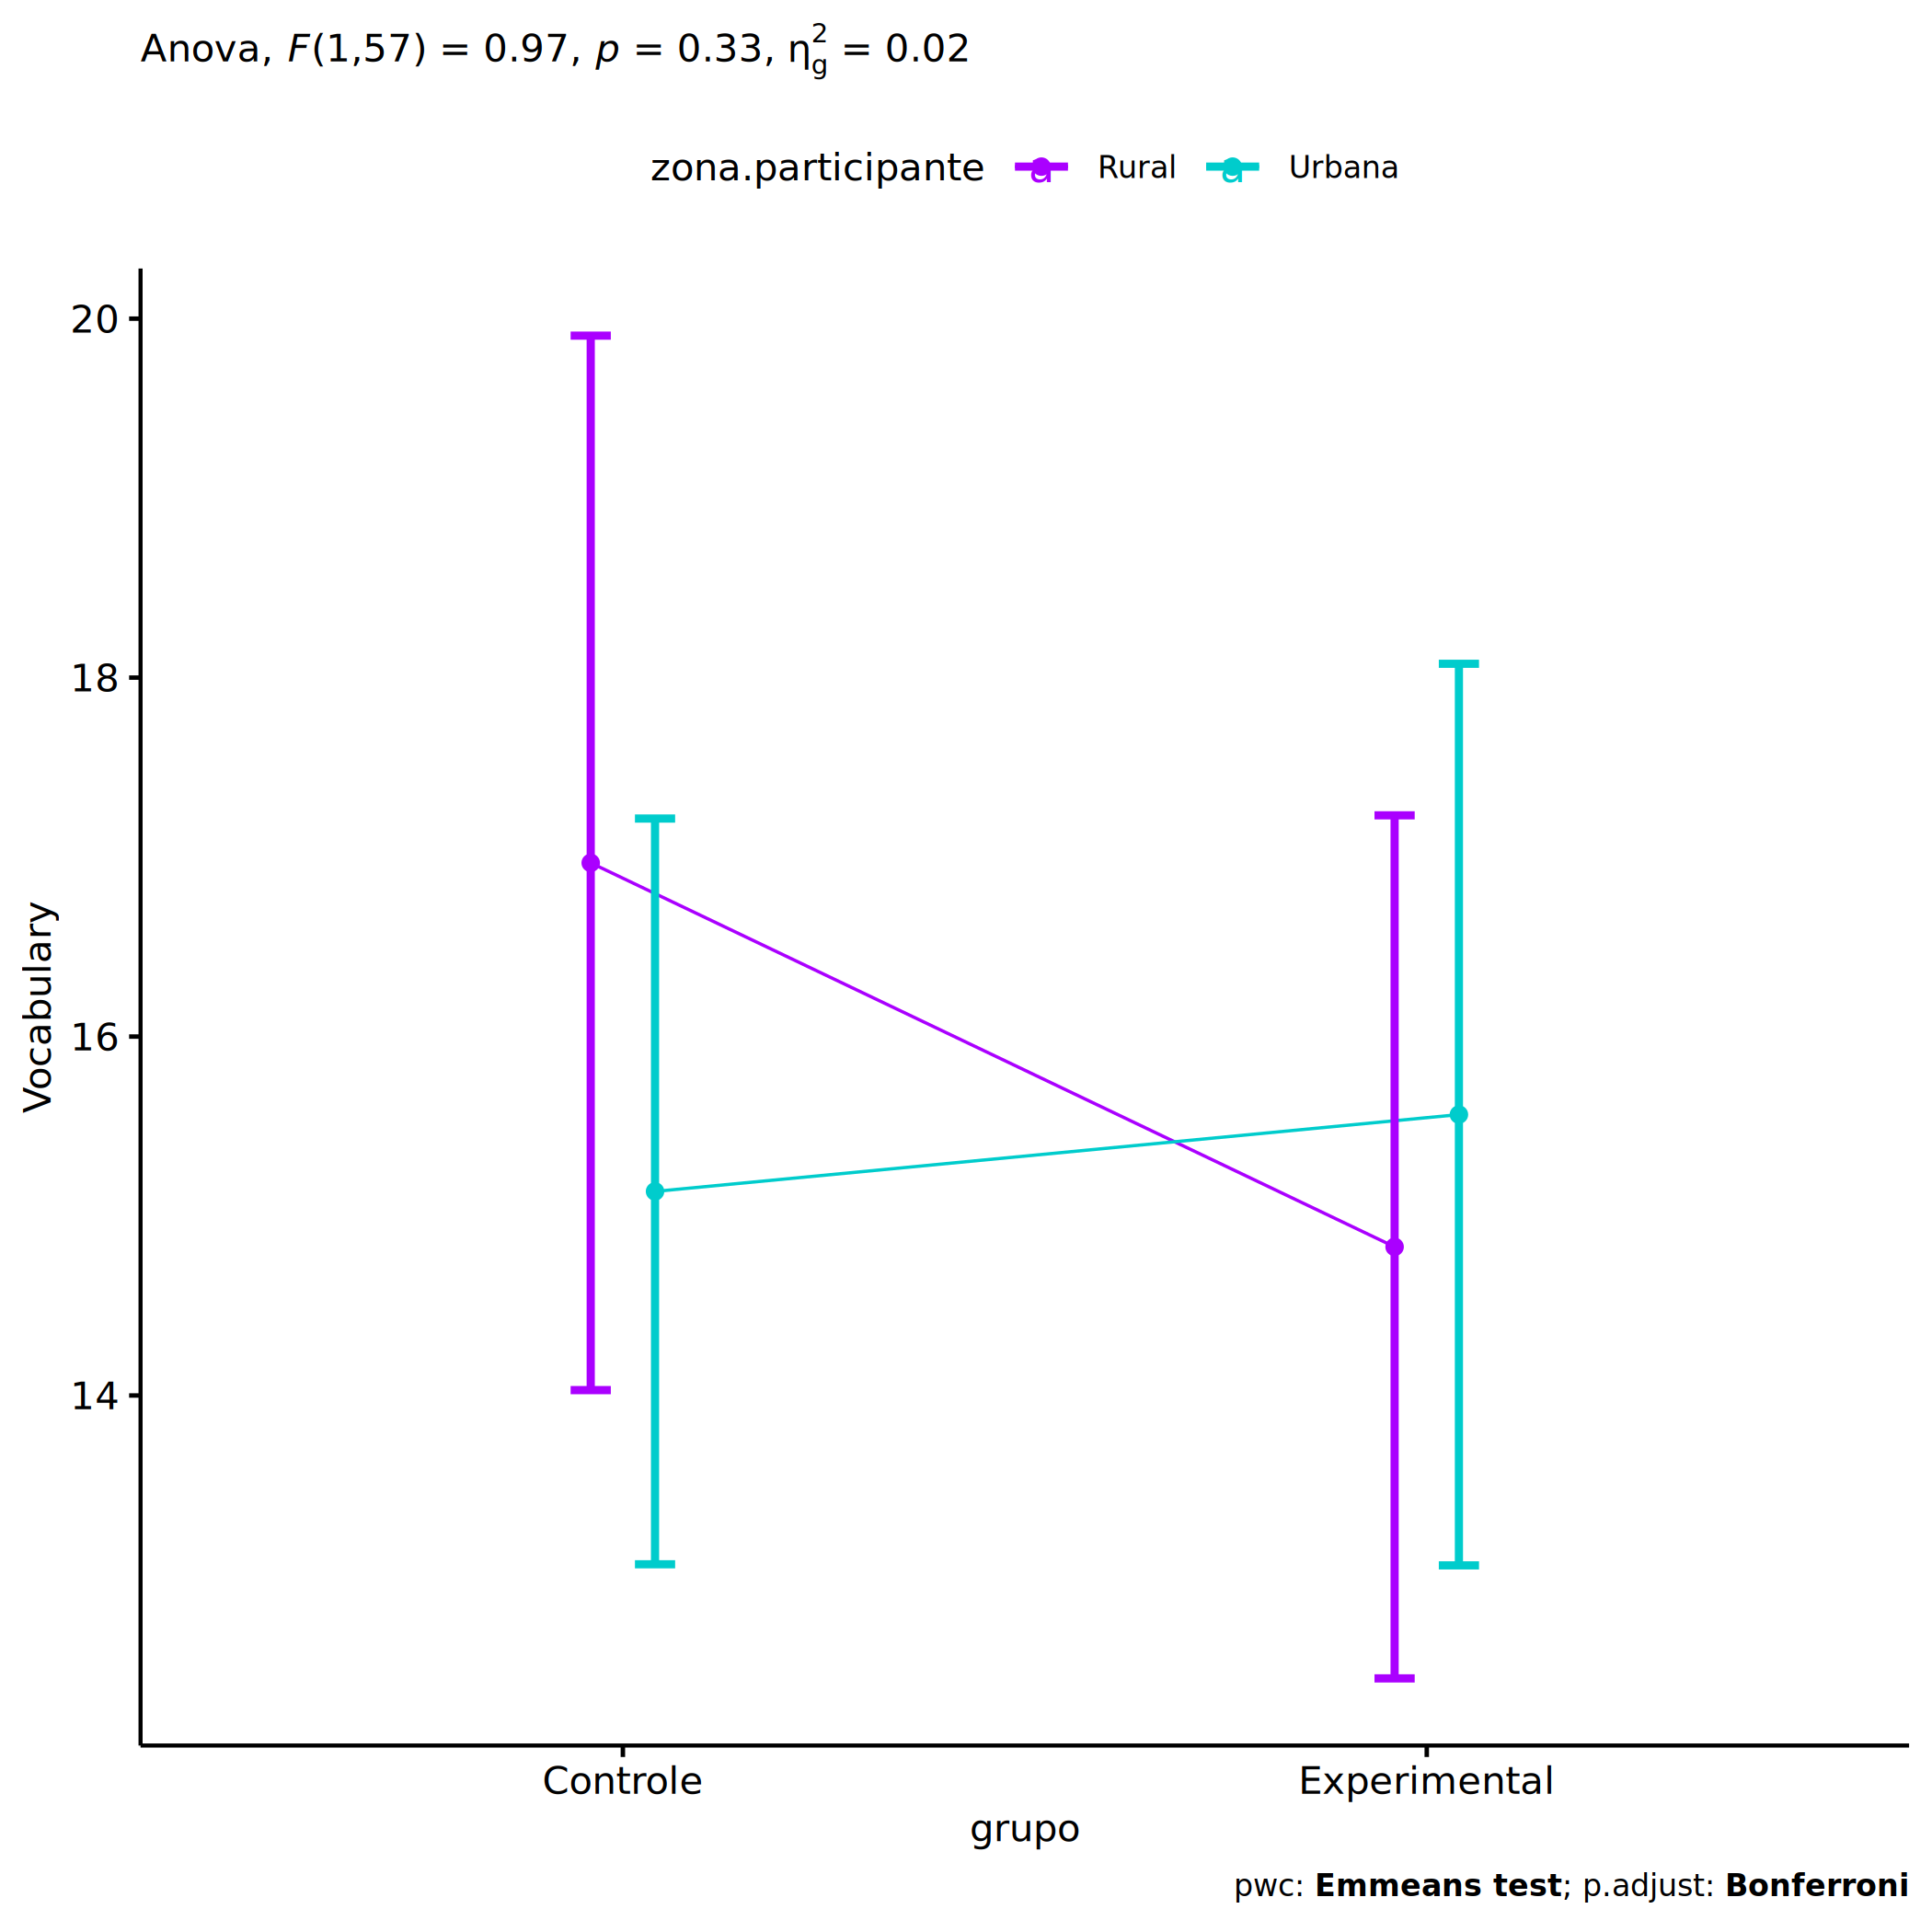 Anova, F(1,57) = 0.97, p = 0.33, η²g = 0.02
zona.participante a Rural a Urbana
20
18
16
14
Vocabulary
Controle Experimental
grupo
pwc: Emmeans test; p.adjust: Bonferroni